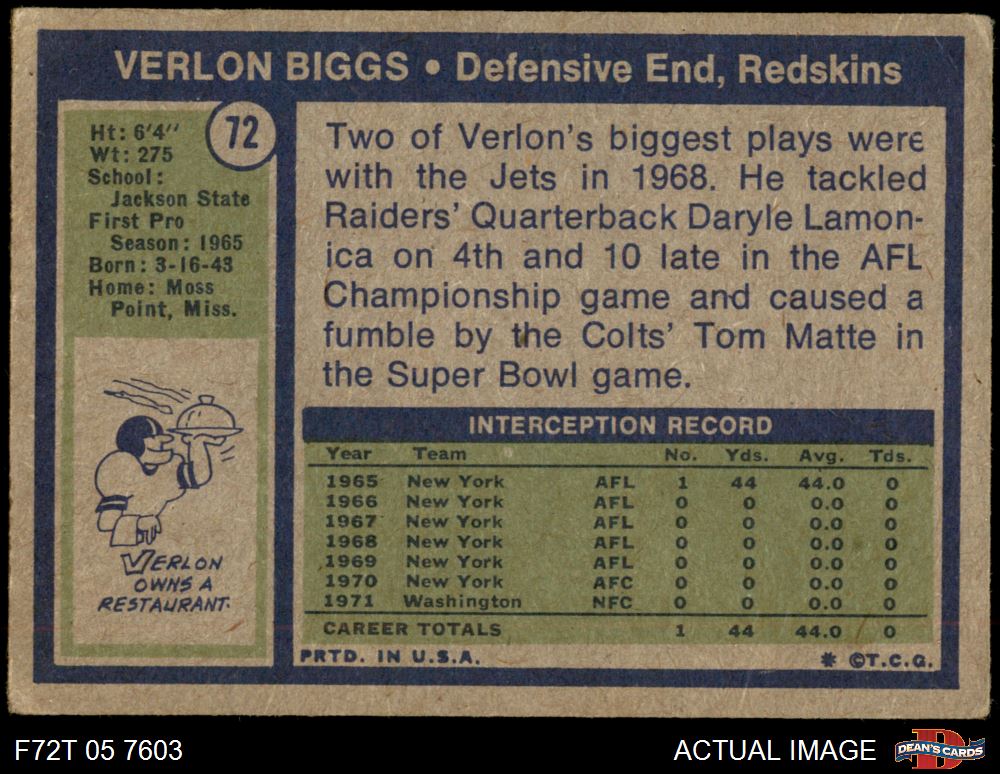 VERLON BIGGS • Defensive End, Redskins
72
Ht: 6'4"
Wt: 275
School:
Jackson State
First Pro
Season: 1965
Born: 3-16-43
Home: Moss
Point, Miss.
VERLON
OWNS A
RESTAURANT.
Two of Verlon's biggest plays were
with the Jets in 1968. He tackled
Raiders' Quarterback Daryle Lamon-
ica on 4th and 10 late in the AFL
Championship game and caused a
fumble by the Colts' Tom Matte in
the Super Bowl game.
INTERCEPTION RECORD
Year Team No. Yds. Avg. Tds.
1965 New York AFL 1 44 44.0 0
1966 New York AFL 0 0 0.0 0
1967 New York AFL 0 0 0.0 0
1968 New York AFL 0 0 0.0 0
1969 New York AFL 0 0 0.0 0
1970 New York AFC 0 0 0.0 0
1971 Washington NFC 0 0 0.0 0
CAREER TOTALS 1 44 44.0 0
PRTD. IN U.S.A. * ©T.C.G.
F72T 05 7603 ACTUAL IMAGE
D
DEAN'S CARDS